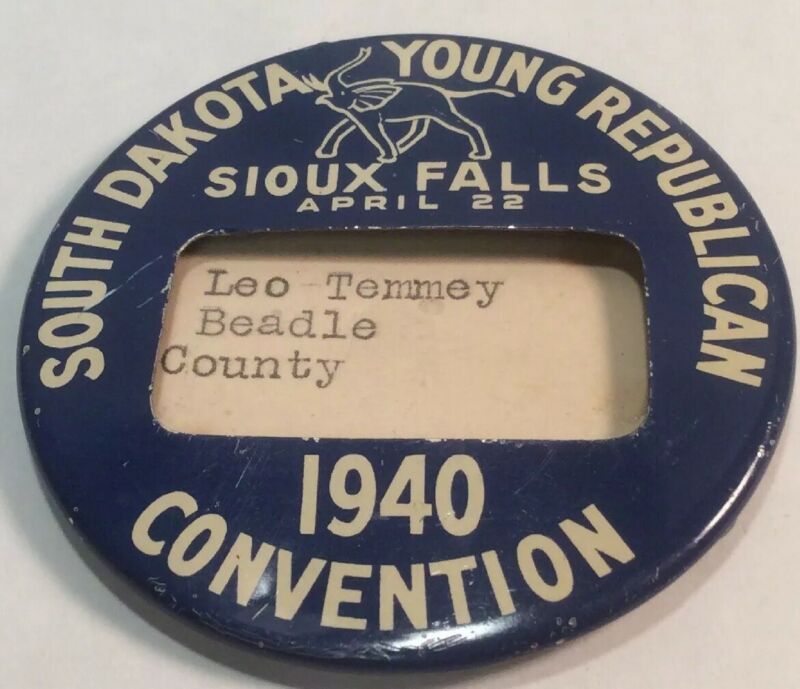 SOUTH DAKOTA YOUNG REPUBLICAN
SIOUX FALLS
APRIL 22
Leo Temmey
Beadle
County
1940
CONVENTION